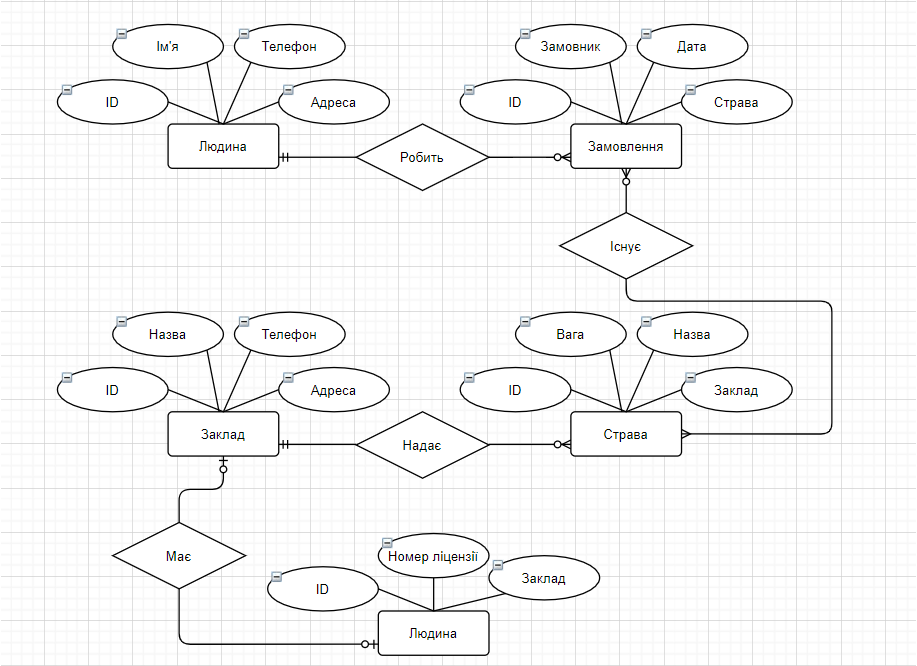 Ім'я
Телефон
ID
Адреса
Людина
Замовник
Дата
ID
Страва
Замовлення
Робить
Існує
Назва
Телефон
ID
Адреса
Заклад
Вага
Назва
ID
Заклад
Страва
Надає
Має
Номер ліцензії
ID
Заклад
Людина